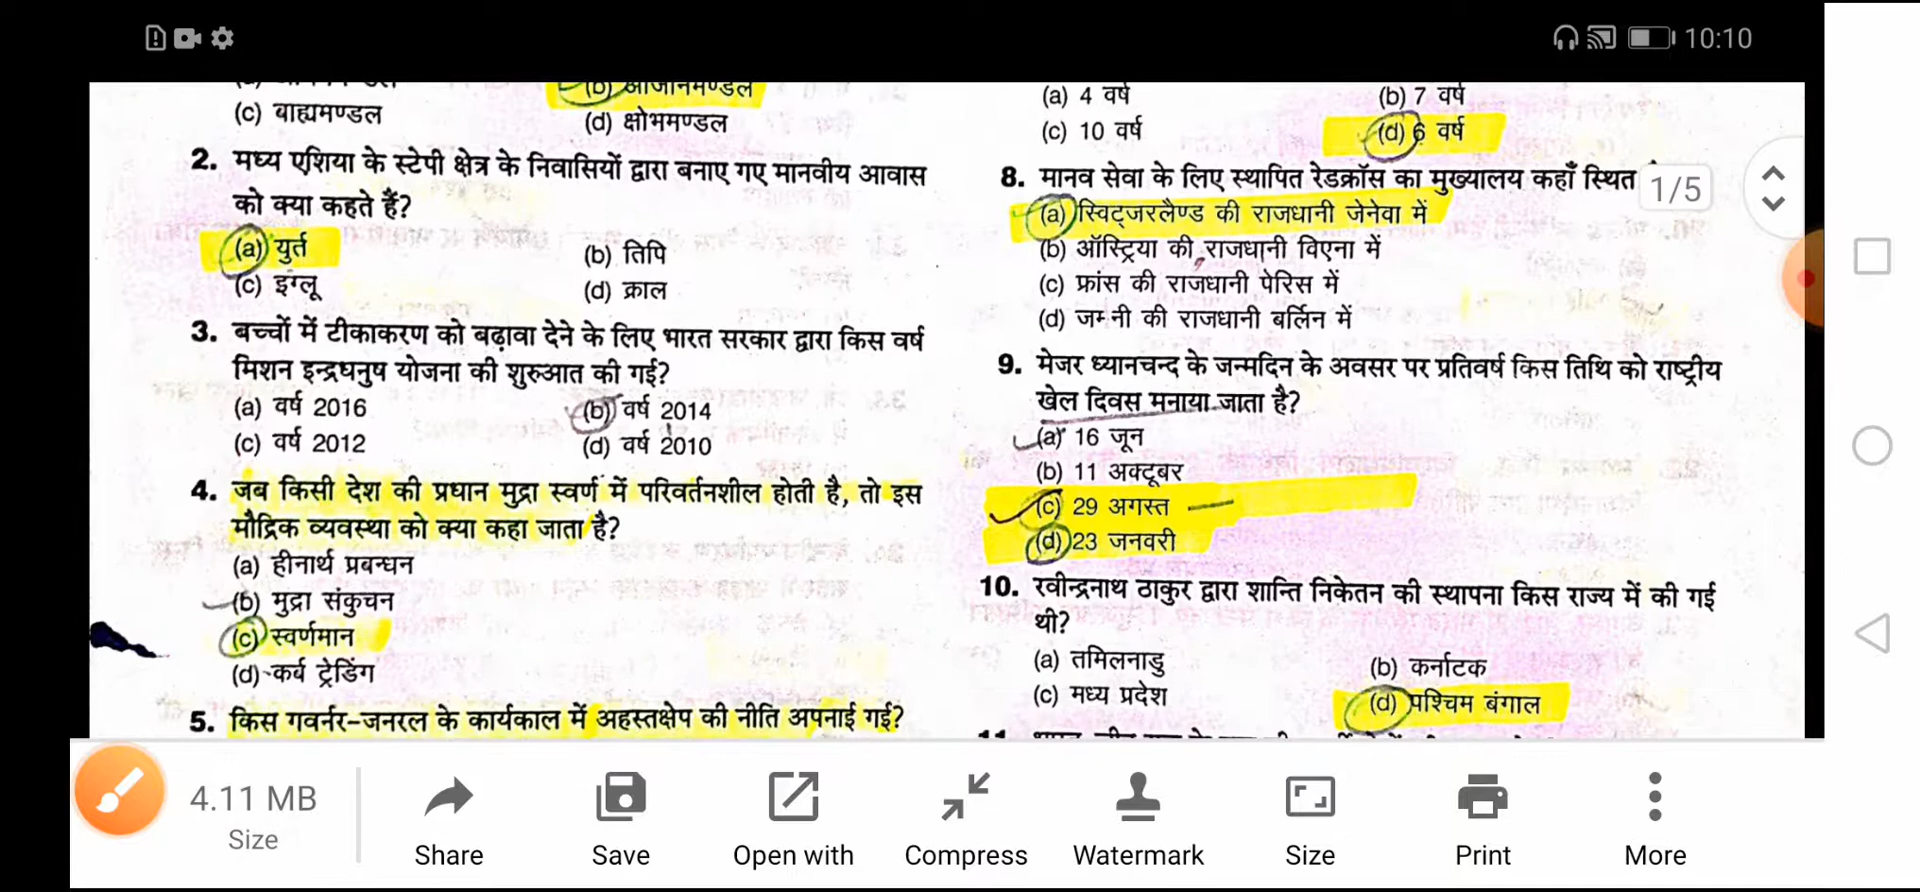 10:10
(b) ओजोनमण्डल
(c) बाह्यमण्डल
(d) क्षोभमण्डल
2. मध्य एशिया के स्टेपी क्षेत्र के निवासियों द्वारा बनाए गए मानवीय आवास
को क्या कहते हैं?
(a) युर्त
(b) तिपि
(c) इग्लू
(d) क्राल
3. बच्चों में टीकाकरण को बढ़ावा देने के लिए भारत सरकार द्वारा किस वर्ष
मिशन इन्द्रधनुष योजना की शुरुआत की गई?
(a) वर्ष 2016
(b) वर्ष 2014
(c) वर्ष 2012
(d) वर्ष 2010
4. जब किसी देश की प्रधान मुद्रा स्वर्ण में परिवर्तनशील होती है, तो इस
मौद्रिक व्यवस्था को क्या कहा जाता है?
(a) हीनार्थ प्रबन्धन
(b) मुद्रा संकुचन
(c) स्वर्णमान
(d) कर्ब ट्रेडिंग
5. किस गवर्नर-जनरल के कार्यकाल में अहस्तक्षेप की नीति अपनाई गई?
(a) 4 वर्ष
(b) 7 वर्ष
(c) 10 वर्ष
(d) 6 वर्ष
8. मानव सेवा के लिए स्थापित रेडक्रॉस का मुख्यालय कहाँ स्थित
1/5
(a) स्विट्जरलैण्ड की राजधानी जेनेवा में
(b) ऑस्ट्रिया की राजधानी विएना में
(c) फ्रांस की राजधानी पेरिस में
(d) जर्मनी की राजधानी बर्लिन में
9. मेजर ध्यानचन्द के जन्मदिन के अवसर पर प्रतिवर्ष किस तिथि को राष्ट्रीय
खेल दिवस मनाया जाता है?
(a) 16 जून
(b) 11 अक्टूबर
(c) 29 अगस्त
(d) 23 जनवरी
10. रवीन्द्रनाथ ठाकुर द्वारा शान्ति निकेतन की स्थापना किस राज्य में की गई
थी?
(a) तमिलनाडु
(b) कर्नाटक
(c) मध्य प्रदेश
(d) पश्चिम बंगाल
4.11 MB
Size
Share
Save
Open with
Compress
Watermark
Size
Print
More